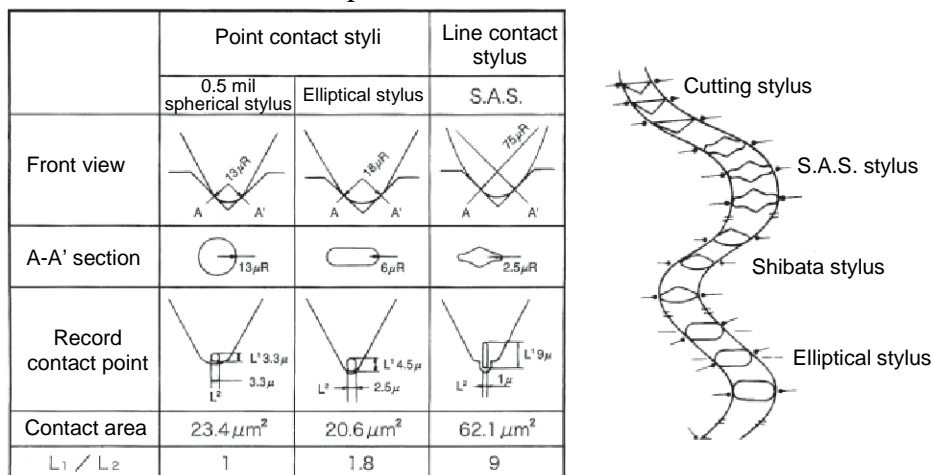 Point contact styli
Line contact
stylus
0.5 mil
spherical stylus
Elliptical stylus
S.A.S.
Front view
13μR
A A'
18μR
A A'
75μR
A A'
A-A' section
13μR
6μR
2.5μR
Record
contact point
L¹3.3μ
3.3μ
L²
L¹4.5μ
L² 2.5μ
L¹9μ
L² 1μ
Contact area
23.4μm²
20.6μm²
62.1μm²
L₁/L₂
1
1.8
9
Cutting stylus
S.A.S. stylus
Shibata stylus
Elliptical stylus